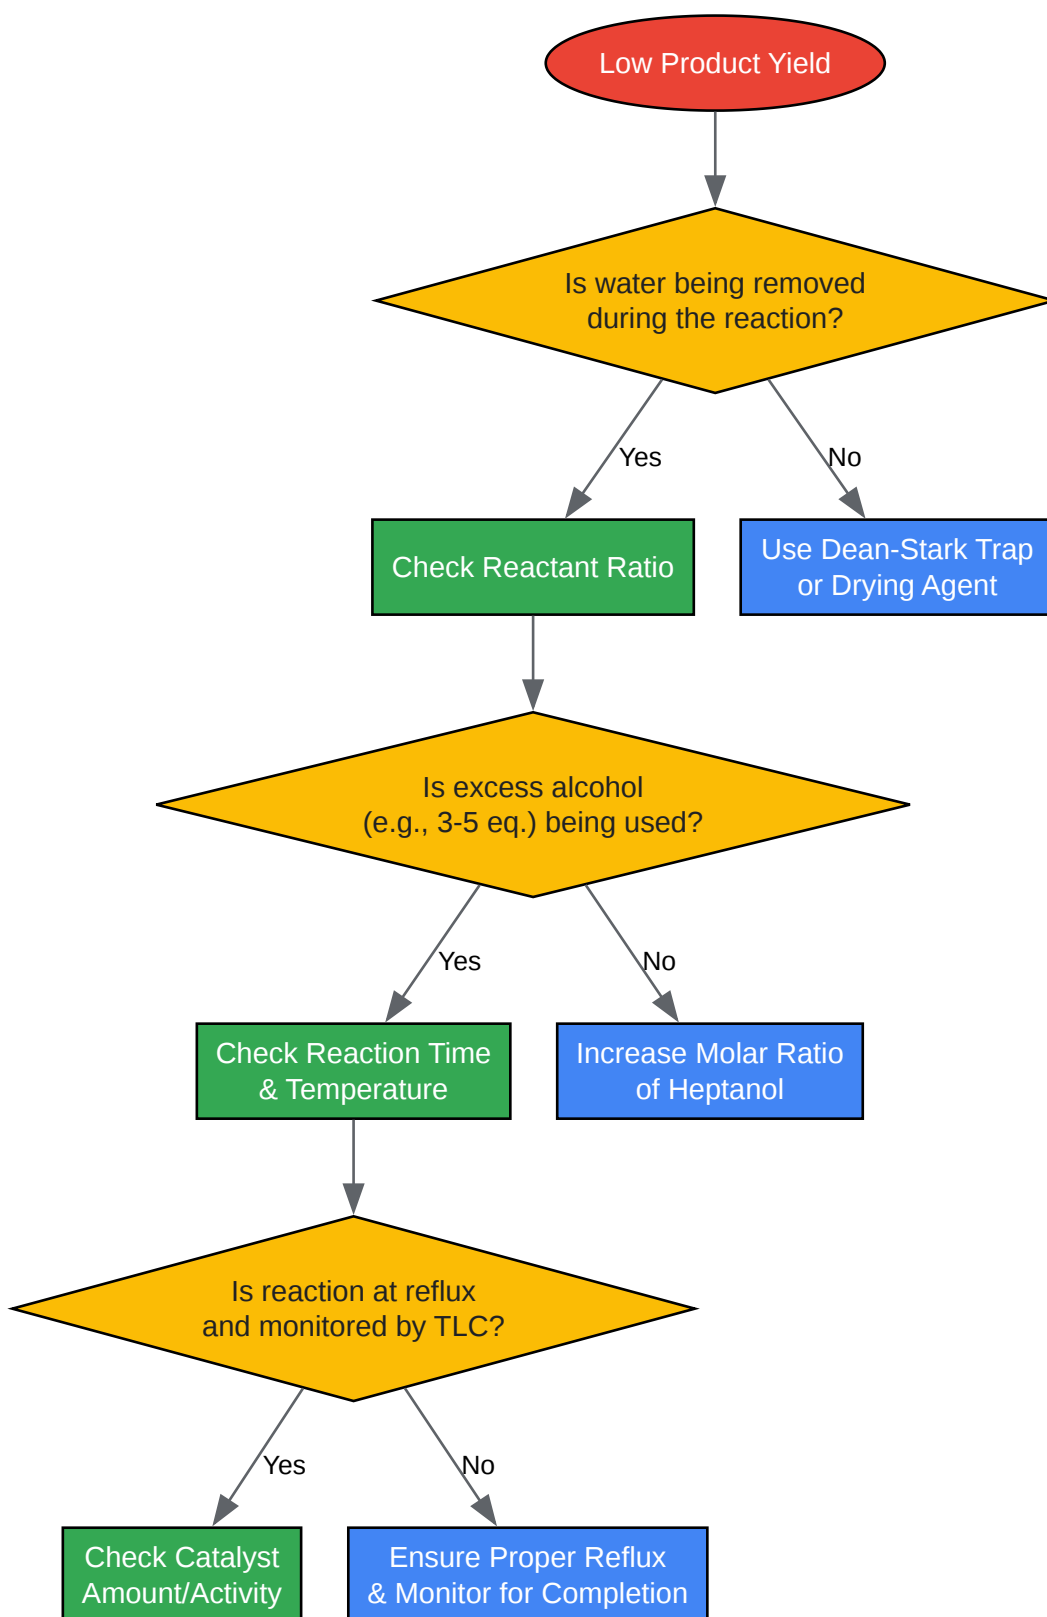 Low Product Yield
Is water being removed
during the reaction?
Yes
No
Check Reactant Ratio
Use Dean-Stark Trap
or Drying Agent
Is excess alcohol
(e.g., 3-5 eq.) being used?
Yes
No
Check Reaction Time
& Temperature
Increase Molar Ratio
of Heptanol
Is reaction at reflux
and monitored by TLC?
Yes
No
Check Catalyst
Amount/Activity
Ensure Proper Reflux
& Monitor for Completion